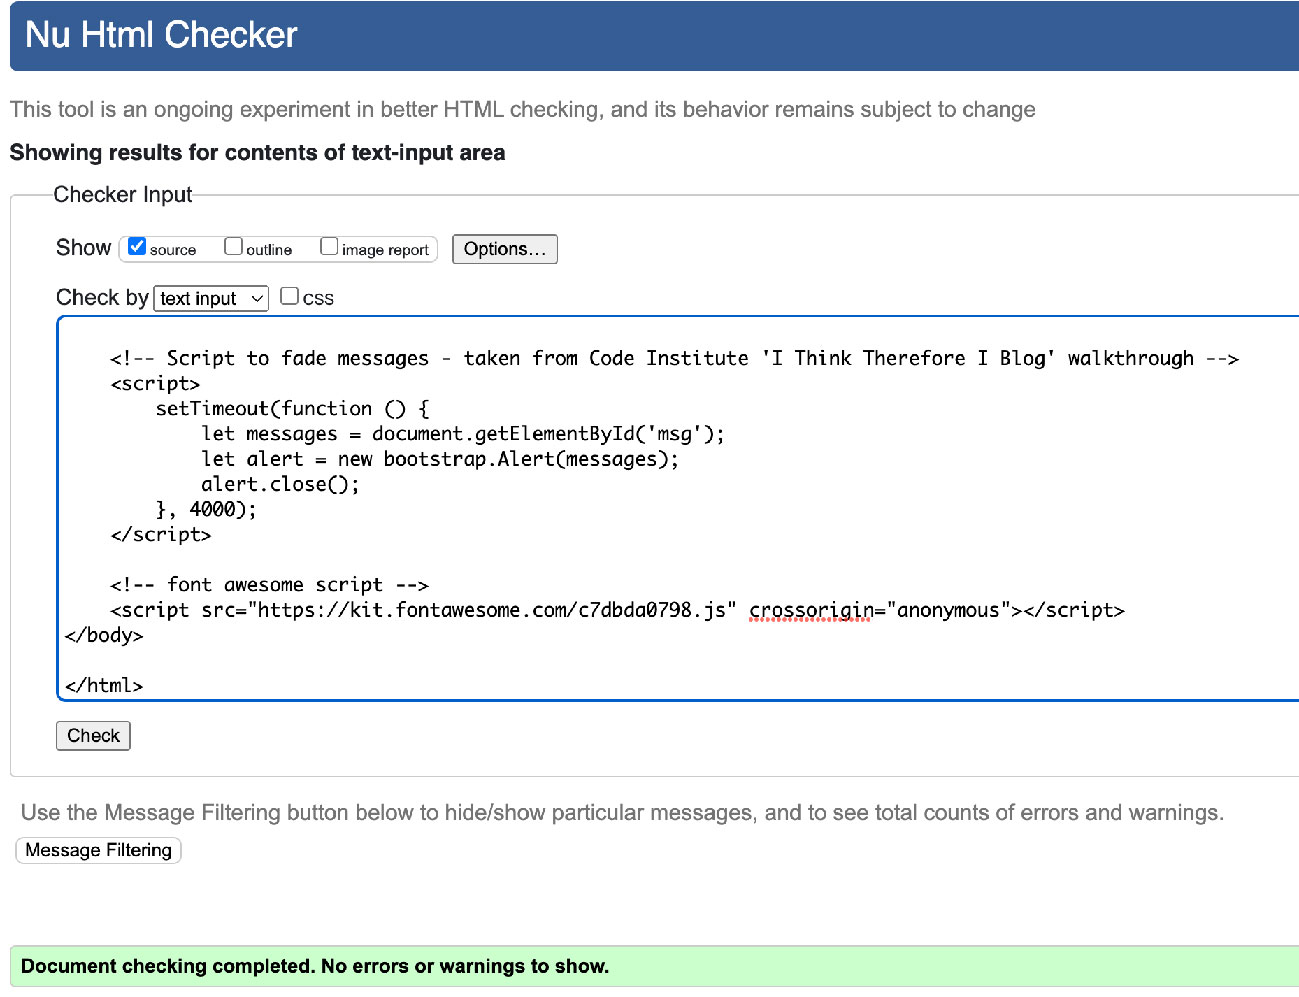 Nu Html Checker
This tool is an ongoing experiment in better HTML checking, and its behavior remains subject to change
Showing results for contents of text-input area
Checker Input
Show source outline image report Options...
Check by text input css
<!-- Script to fade messages - taken from Code Institute 'I Think Therefore I Blog' walkthrough -->
<script>
setTimeout(function () {
let messages = document.getElementById('msg');
let alert = new bootstrap.Alert(messages);
alert.close();
}, 4000);
</script>
<!-- font awesome script -->
<script src="https://kit.fontawesome.com/c7dbda0798.js" crossorigin="anonymous"></script>
</body>
</html>
Check
Use the Message Filtering button below to hide/show particular messages, and to see total counts of errors and warnings.
Message Filtering
Document checking completed. No errors or warnings to show.